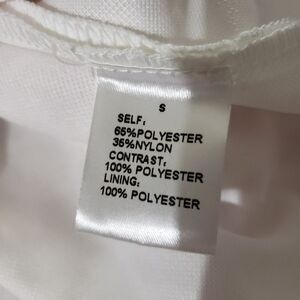 S
SELF:
65%POLYESTER
35%NYLON
CONTRAST:
100% POLYESTER
LINING:
100% POLYESTER